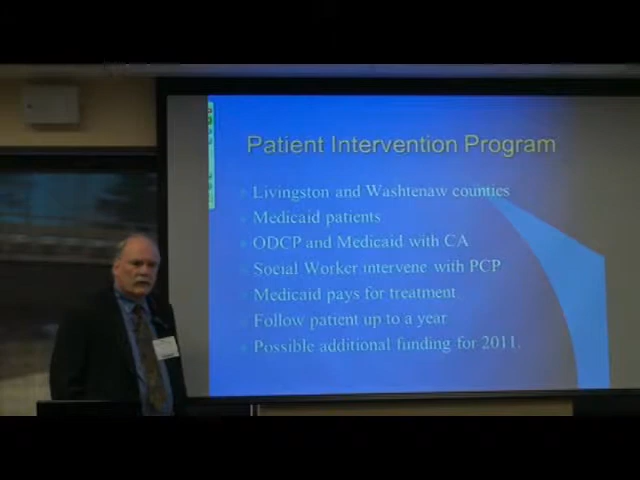 Patient Intervention Program
Livingston and Washtenaw counties
Medicaid patients
ODCP and Medicaid with CA
Social Worker intervene with PCP
Medicaid pays for treatment
Follow patient up to a year
Possible additional funding for 2011.